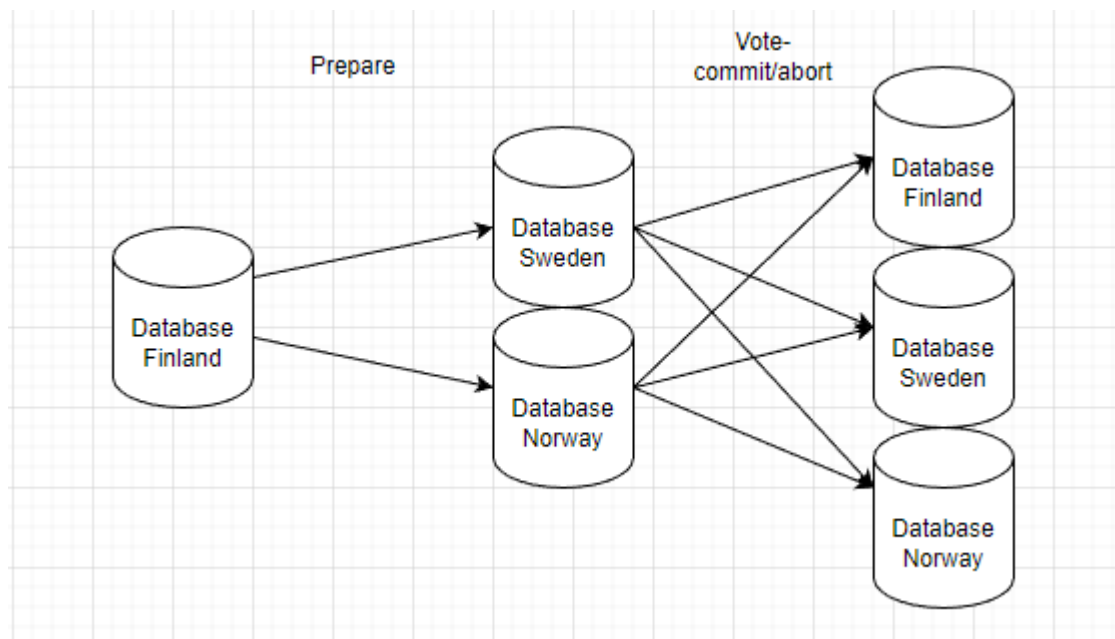 Prepare
Vote-
commit/abort
Database
Finland
Database
Sweden
Database
Norway
Database
Finland
Database
Sweden
Database
Norway